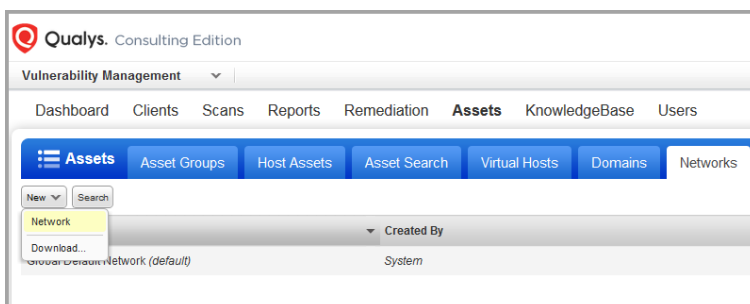 Qualys. Consulting Edition
Vulnerability Management
Dashboard Clients Scans Reports Remediation Assets KnowledgeBase Users
Assets Asset Groups Host Assets Asset Search Virtual Hosts Domains Networks
New Search
Network
Created By
Download...
Global Default Network (default) System